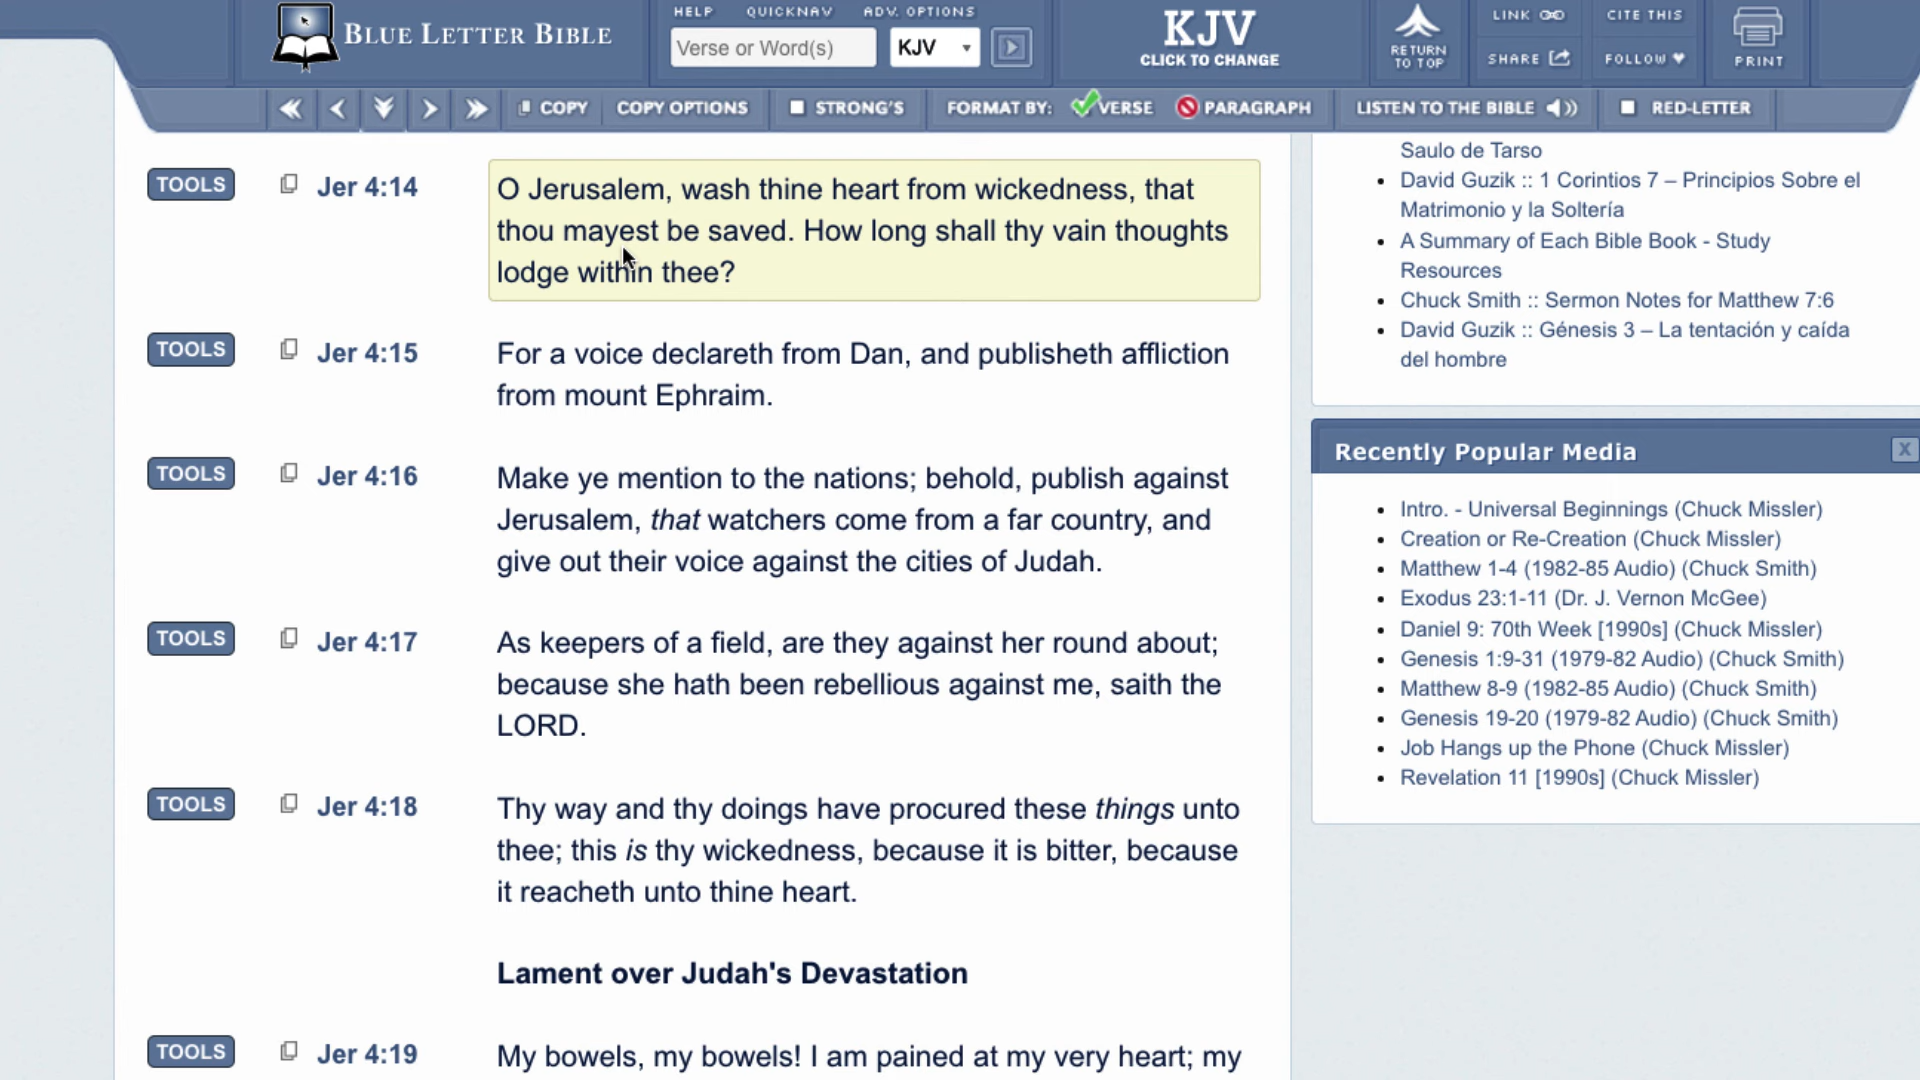 BLUE LETTER BIBLE
HELP QUICKNAV ADV. OPTIONS
Verse or Word(s) KJV
KJV
CLICK TO CHANGE
RETURN
TO TOP
LINK
CITE THIS
SHARE
FOLLOW
PRINT
COPY COPY OPTIONS STRONG'S FORMAT BY: VERSE PARAGRAPH LISTEN TO THE BIBLE RED-LETTER
TOOLS Jer 4:14
O Jerusalem, wash thine heart from wickedness, that
thou mayest be saved. How long shall thy vain thoughts
lodge within thee?
TOOLS Jer 4:15
For a voice declareth from Dan, and publisheth affliction
from mount Ephraim.
TOOLS Jer 4:16
Make ye mention to the nations; behold, publish against
Jerusalem, that watchers come from a far country, and
give out their voice against the cities of Judah.
TOOLS Jer 4:17
As keepers of a field, are they against her round about;
because she hath been rebellious against me, saith the
LORD.
TOOLS Jer 4:18
Thy way and thy doings have procured these things unto
thee; this is thy wickedness, because it is bitter, because
it reacheth unto thine heart.
Lament over Judah's Devastation
TOOLS Jer 4:19
My bowels, my bowels! I am pained at my very heart; my
Saulo de Tarso
• David Guzik :: 1 Corintios 7 – Principios Sobre el
Matrimonio y la Soltería
• A Summary of Each Bible Book - Study
Resources
• Chuck Smith :: Sermon Notes for Matthew 7:6
• David Guzik :: Génesis 3 – La tentación y caída
del hombre
Recently Popular Media X
• Intro. - Universal Beginnings (Chuck Missler)
• Creation or Re-Creation (Chuck Missler)
• Matthew 1-4 (1982-85 Audio) (Chuck Smith)
• Exodus 23:1-11 (Dr. J. Vernon McGee)
• Daniel 9: 70th Week [1990s] (Chuck Missler)
• Genesis 1:9-31 (1979-82 Audio) (Chuck Smith)
• Matthew 8-9 (1982-85 Audio) (Chuck Smith)
• Genesis 19-20 (1979-82 Audio) (Chuck Smith)
• Job Hangs up the Phone (Chuck Missler)
• Revelation 11 [1990s] (Chuck Missler)